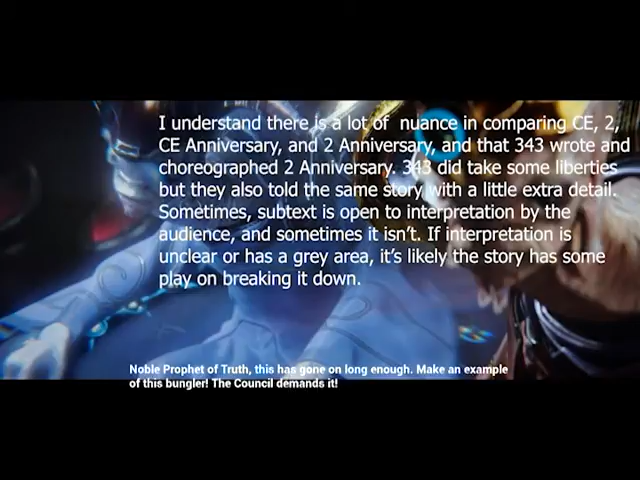 I understand there is a lot of nuance in comparing CE, 2,
CE Anniversary, and 2 Anniversary, and that 343 wrote and
choreographed 2 Anniversary. 343 did take some liberties
but they also told the same story with a little extra detail.
Sometimes, subtext is open to interpretation by the
audience, and sometimes it isn't. If interpretation is
unclear or has a grey area, it's likely the story has some
play on breaking it down.
Noble Prophet of Truth, this has gone on long enough. Make an example
of this bungler! The Council demands it!